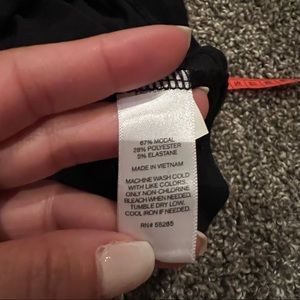 67% MODAL
28% POLYESTER
5% ELASTANE
MADE IN VIETNAM
MACHINE WASH COLD
WITH LIKE COLORS.
ONLY NON-CHLORINE
BLEACH WHEN NEEDED.
TUMBLE DRY LOW.
COOL IRON IF NEEDED.
RN# 55285